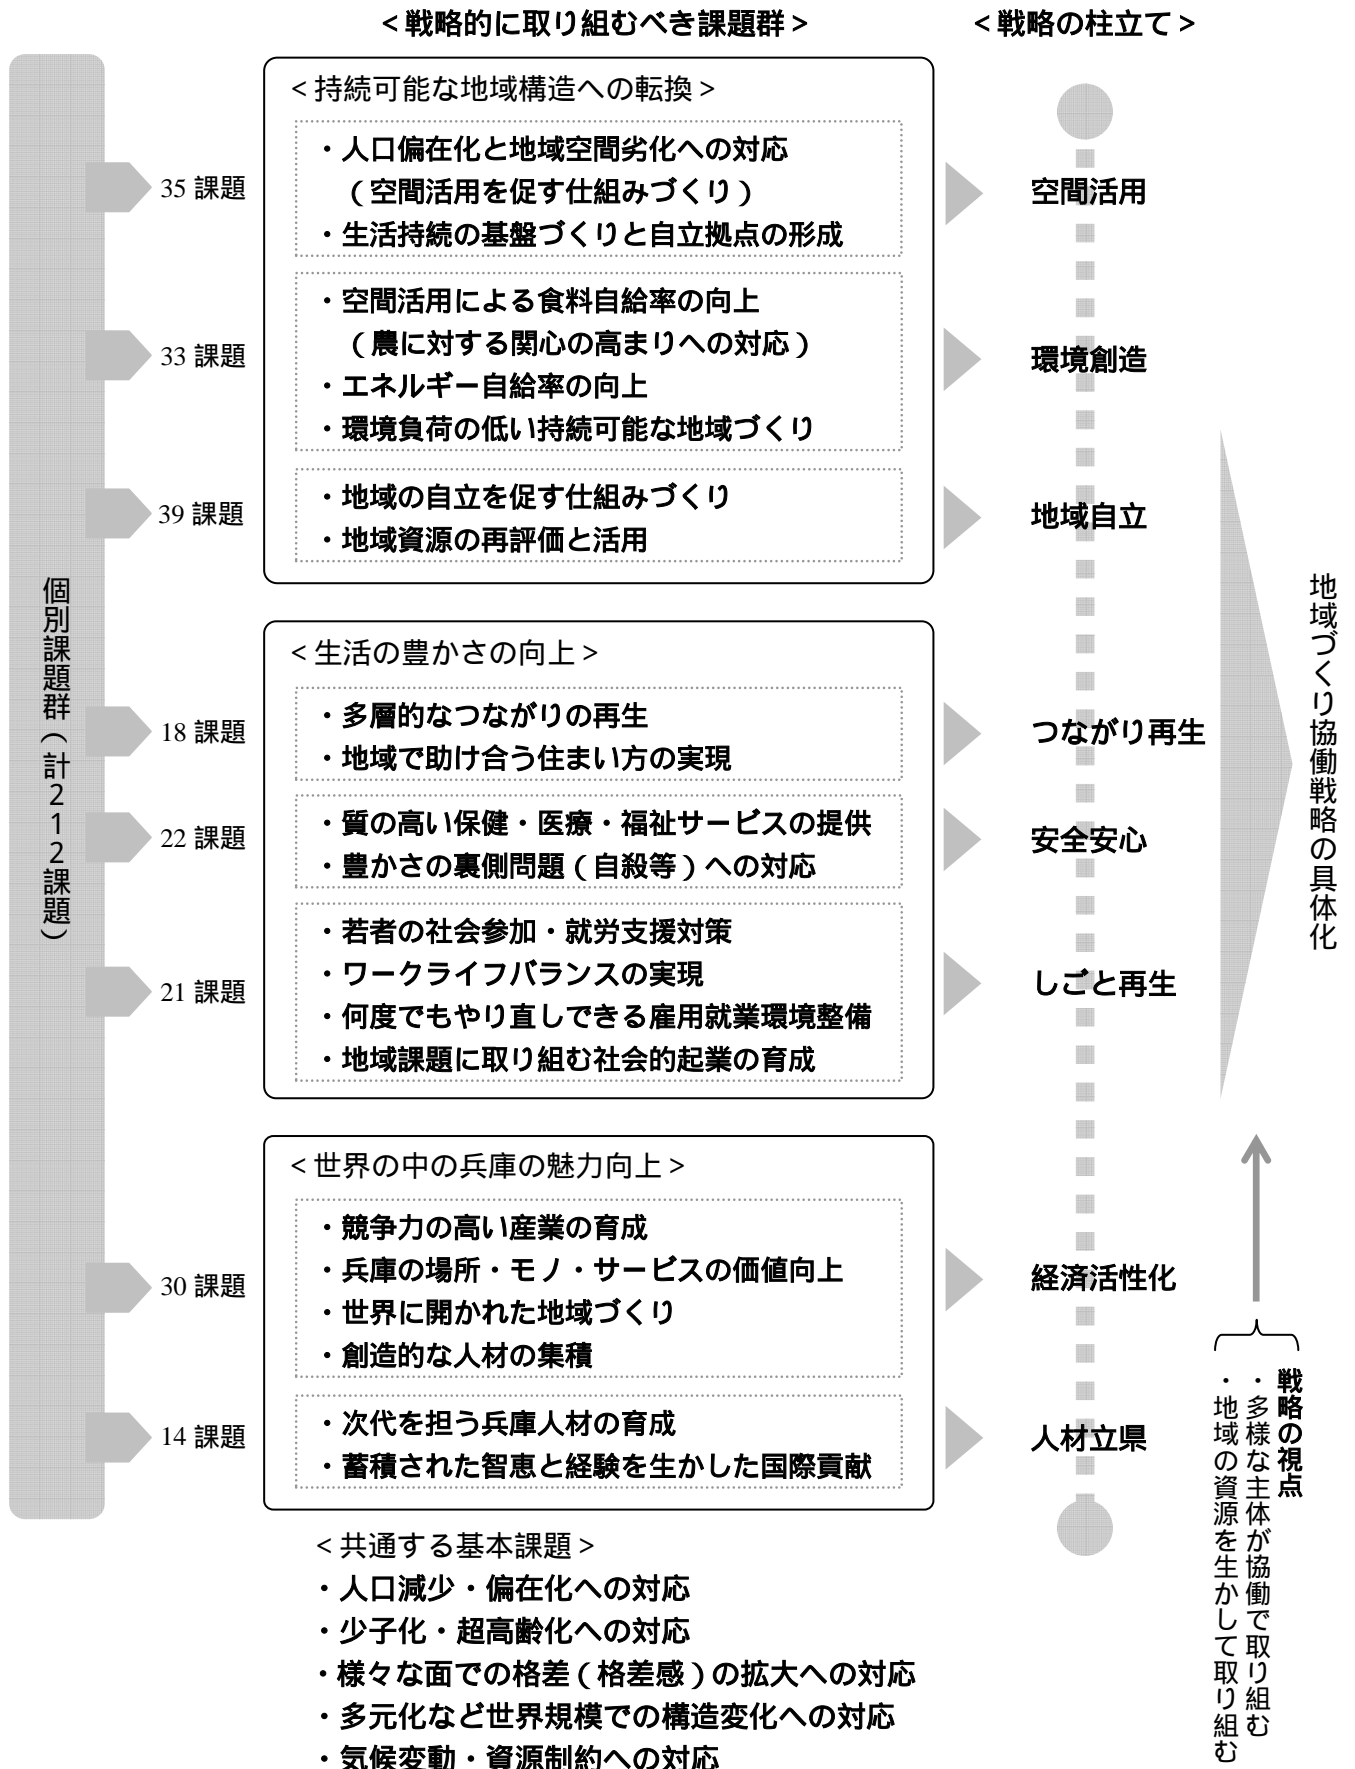 ＜戦略的に取り組むべき課題群＞
＜戦略の柱立て＞
個別課題群（計２１２課題）
＜持続可能な地域構造への転換＞
35 課題
・人口偏在化と地域空間劣化への対応
（空間活用を促す仕組みづくり）
・生活持続の基盤づくりと自立拠点の形成
空間活用
33 課題
・空間活用による食料自給率の向上
（農に対する関心の高まりへの対応）
・エネルギー自給率の向上
・環境負荷の低い持続可能な地域づくり
環境創造
39 課題
・地域の自立を促す仕組みづくり
・地域資源の再評価と活用
地域自立
＜生活の豊かさの向上＞
18 課題
・多層的なつながりの再生
・地域で助け合う住まい方の実現
つながり再生
22 課題
・質の高い保健・医療・福祉サービスの提供
・豊かさの裏側問題（自殺等）への対応
安全安心
21 課題
・若者の社会参加・就労支援対策
・ワークライフバランスの実現
・何度でもやり直しできる雇用就業環境整備
・地域課題に取り組む社会的起業の育成
しごと再生
＜世界の中の兵庫の魅力向上＞
30 課題
・競争力の高い産業の育成
・兵庫の場所・モノ・サービスの価値向上
・世界に開かれた地域づくり
・創造的な人材の集積
経済活性化
14 課題
・次代を担う兵庫人材の育成
・蓄積された智恵と経験を生かした国際貢献
人材立県
＜共通する基本課題＞
・人口減少・偏在化への対応
・少子化・超高齢化への対応
・様々な面での格差（格差感）の拡大への対応
・多元化など世界規模での構造変化への対応
・気候変動・資源制約への対応
地域づくり協働戦略の具体化
戦略の視点
・多様な主体が協働で取り組む
・地域の資源を生かして取り組む